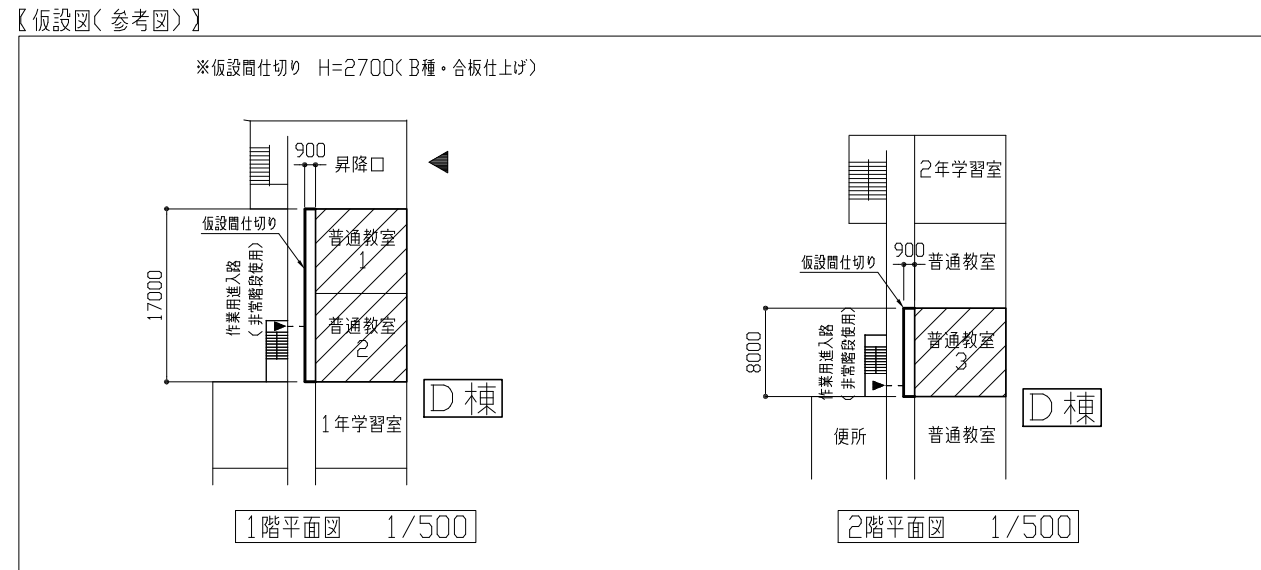 【仮設図(参考図)】
※仮設間仕切り H=2700(B種・合板仕上げ)
900
昇降口
仮設間仕切り
普通教室
1
17000
作業用進入路
(非常階段使用)
普通教室
2
D棟
1年学習室
1階平面図 1/500
2年学習室
900
普通教室
仮設間仕切り
8000
作業用進入路
(非常階段使用)
普通教室
3
D棟
便所
普通教室
2階平面図 1/500